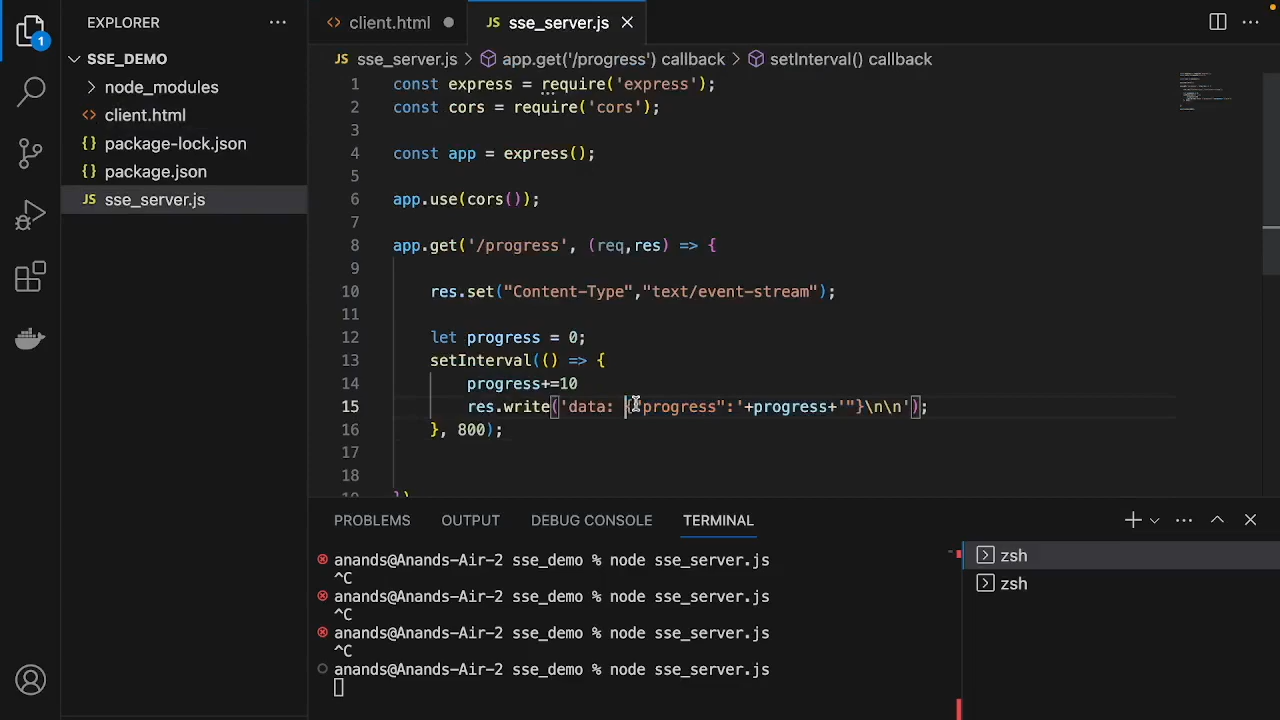 EXPLORER
client.html
JS sse_server.js
1
SSE_DEMO
JS sse_server.js > app.get('/progress') callback > setInterval() callback
node_modules
<> client.html
{} package-lock.json
{} package.json
JS sse_server.js
1 const express = require('express');
2 const cors = require('cors');
3
4 const app = express();
5
6 app.use(cors());
7
8 app.get('/progress', (req,res) => {
9
10 res.set("Content-Type","text/event-stream");
11
12 let progress = 0;
13 setInterval(() => {
14 progress+=10
15 res.write('data: {"progress":'+progress+'"}\n\n');
16 }, 800);
17
18
19 })
PROBLEMS OUTPUT DEBUG CONSOLE TERMINAL
anands@Anands-Air-2 sse_demo % node sse_server.js
^C
anands@Anands-Air-2 sse_demo % node sse_server.js
^C
anands@Anands-Air-2 sse_demo % node sse_server.js
^C
anands@Anands-Air-2 sse_demo % node sse_server.js
zsh
zsh